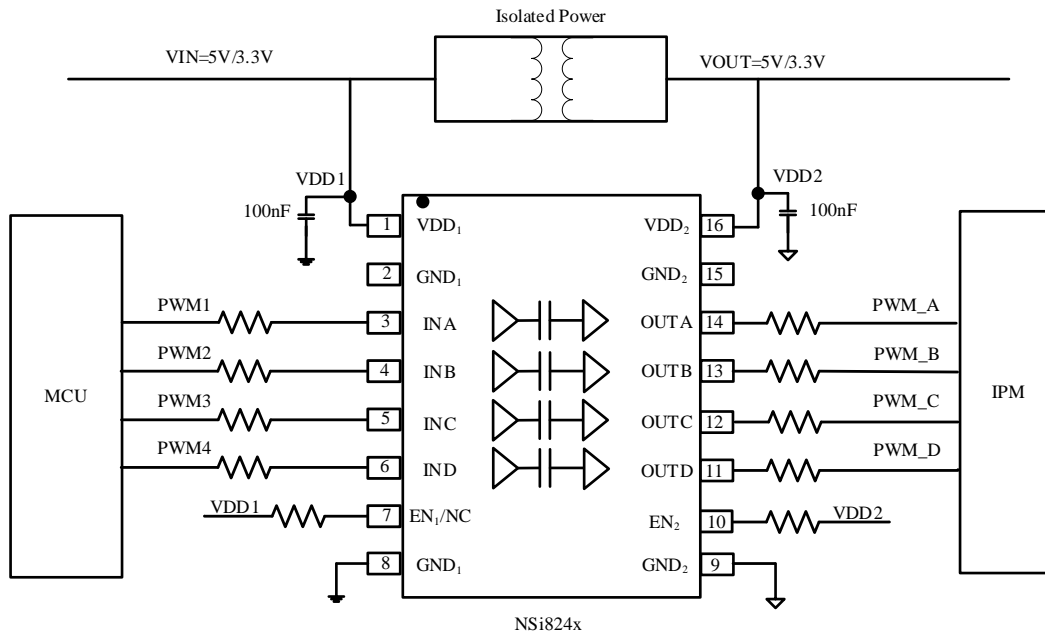 Isolated Power
VIN=5V/3.3V
VOUT=5V/3.3V
VDD1
VDD2
100nF
100nF
1 VDD₁ VDD₂ 16
2 GND₁ GND₂ 15
PWM1 3 INA OUTA 14 PWM_A
PWM2 4 INB OUTB 13 PWM_B
MCU
IPM
PWM3 5 INC OUTC 12 PWM_C
PWM4 6 IND OUTD 11 PWM_D
VDD1 7 EN₁/NC EN₂ 10 VDD2
8 GND₁ GND₂ 9
NSi824x